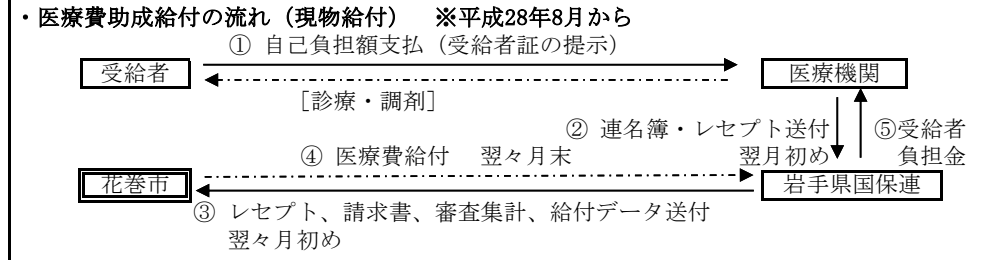 ・医療費助成給付の流れ（現物給付）　※平成28年8月から
① 自己負担額支払（受給者証の提示）
受給者
医療機関
［診療・調剤］
② 連名簿・レセプト送付
翌月初め
⑤受給者
負担金
④ 医療費給付　翌々月末
花巻市
岩手県国保連
③ レセプト、請求書、審査集計、給付データ送付
翌々月初め